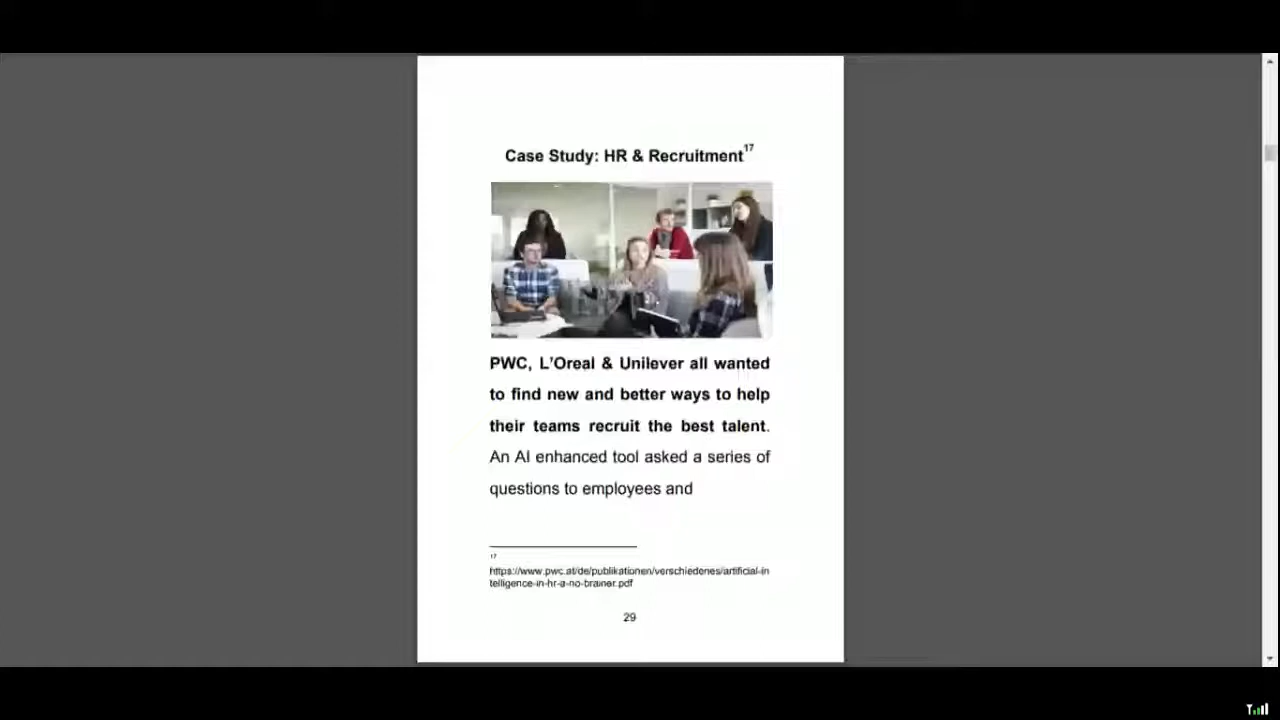 Case Study: HR & Recruitment17
PWC, L'Oreal & Unilever all wanted
to find new and better ways to help
their teams recruit the best talent.
An AI enhanced tool asked a series of
questions to employees and
17
https://www.pwc.at/de/publikationen/verschiedenes/artificial-in
telligence-in-hr-a-no-brainer.pdf
29